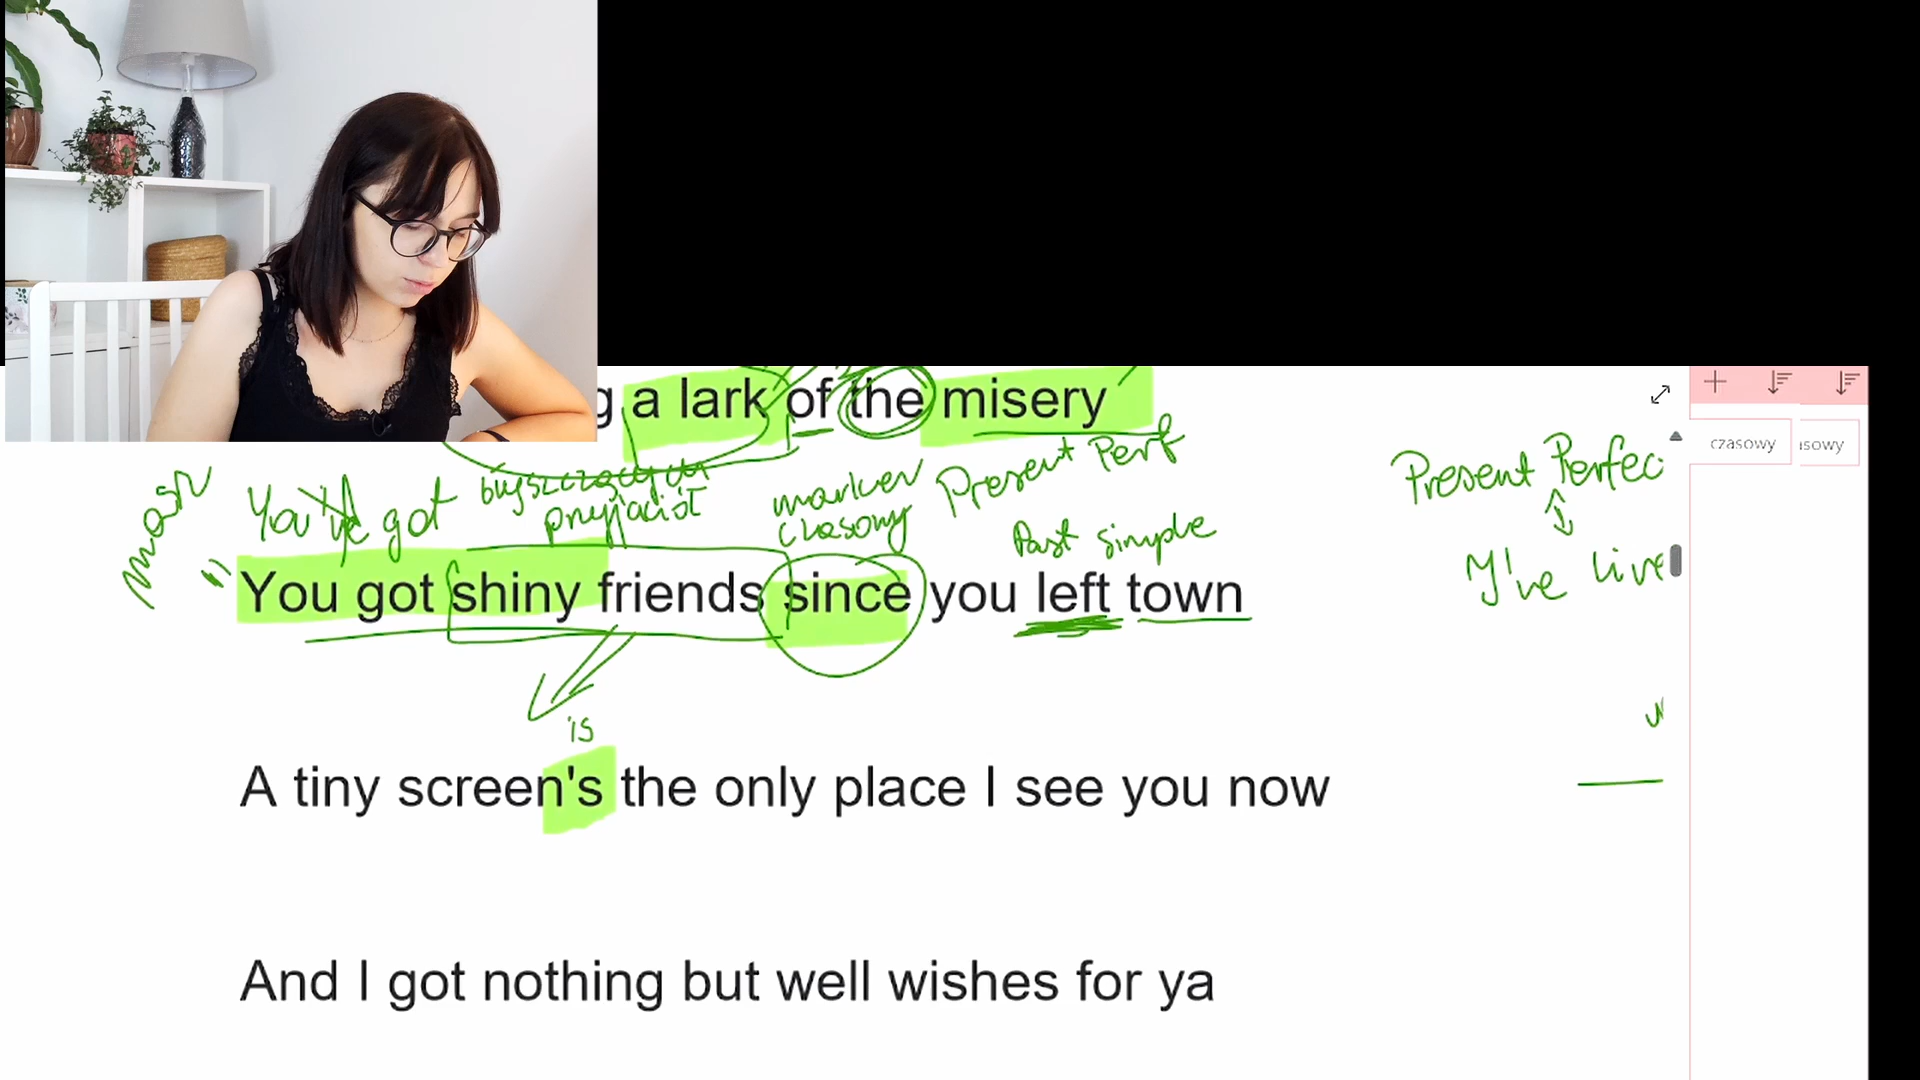 g a lark of the misery
Present Perf
masz
You've got
błyszczących
przyjaciół
marker
czasowy
Past simple
You got shiny friends since you left town
is
A tiny screen's the only place I see you now
And I got nothing but well wishes for ya
Present Perfec
I've live
czasowy
asowy